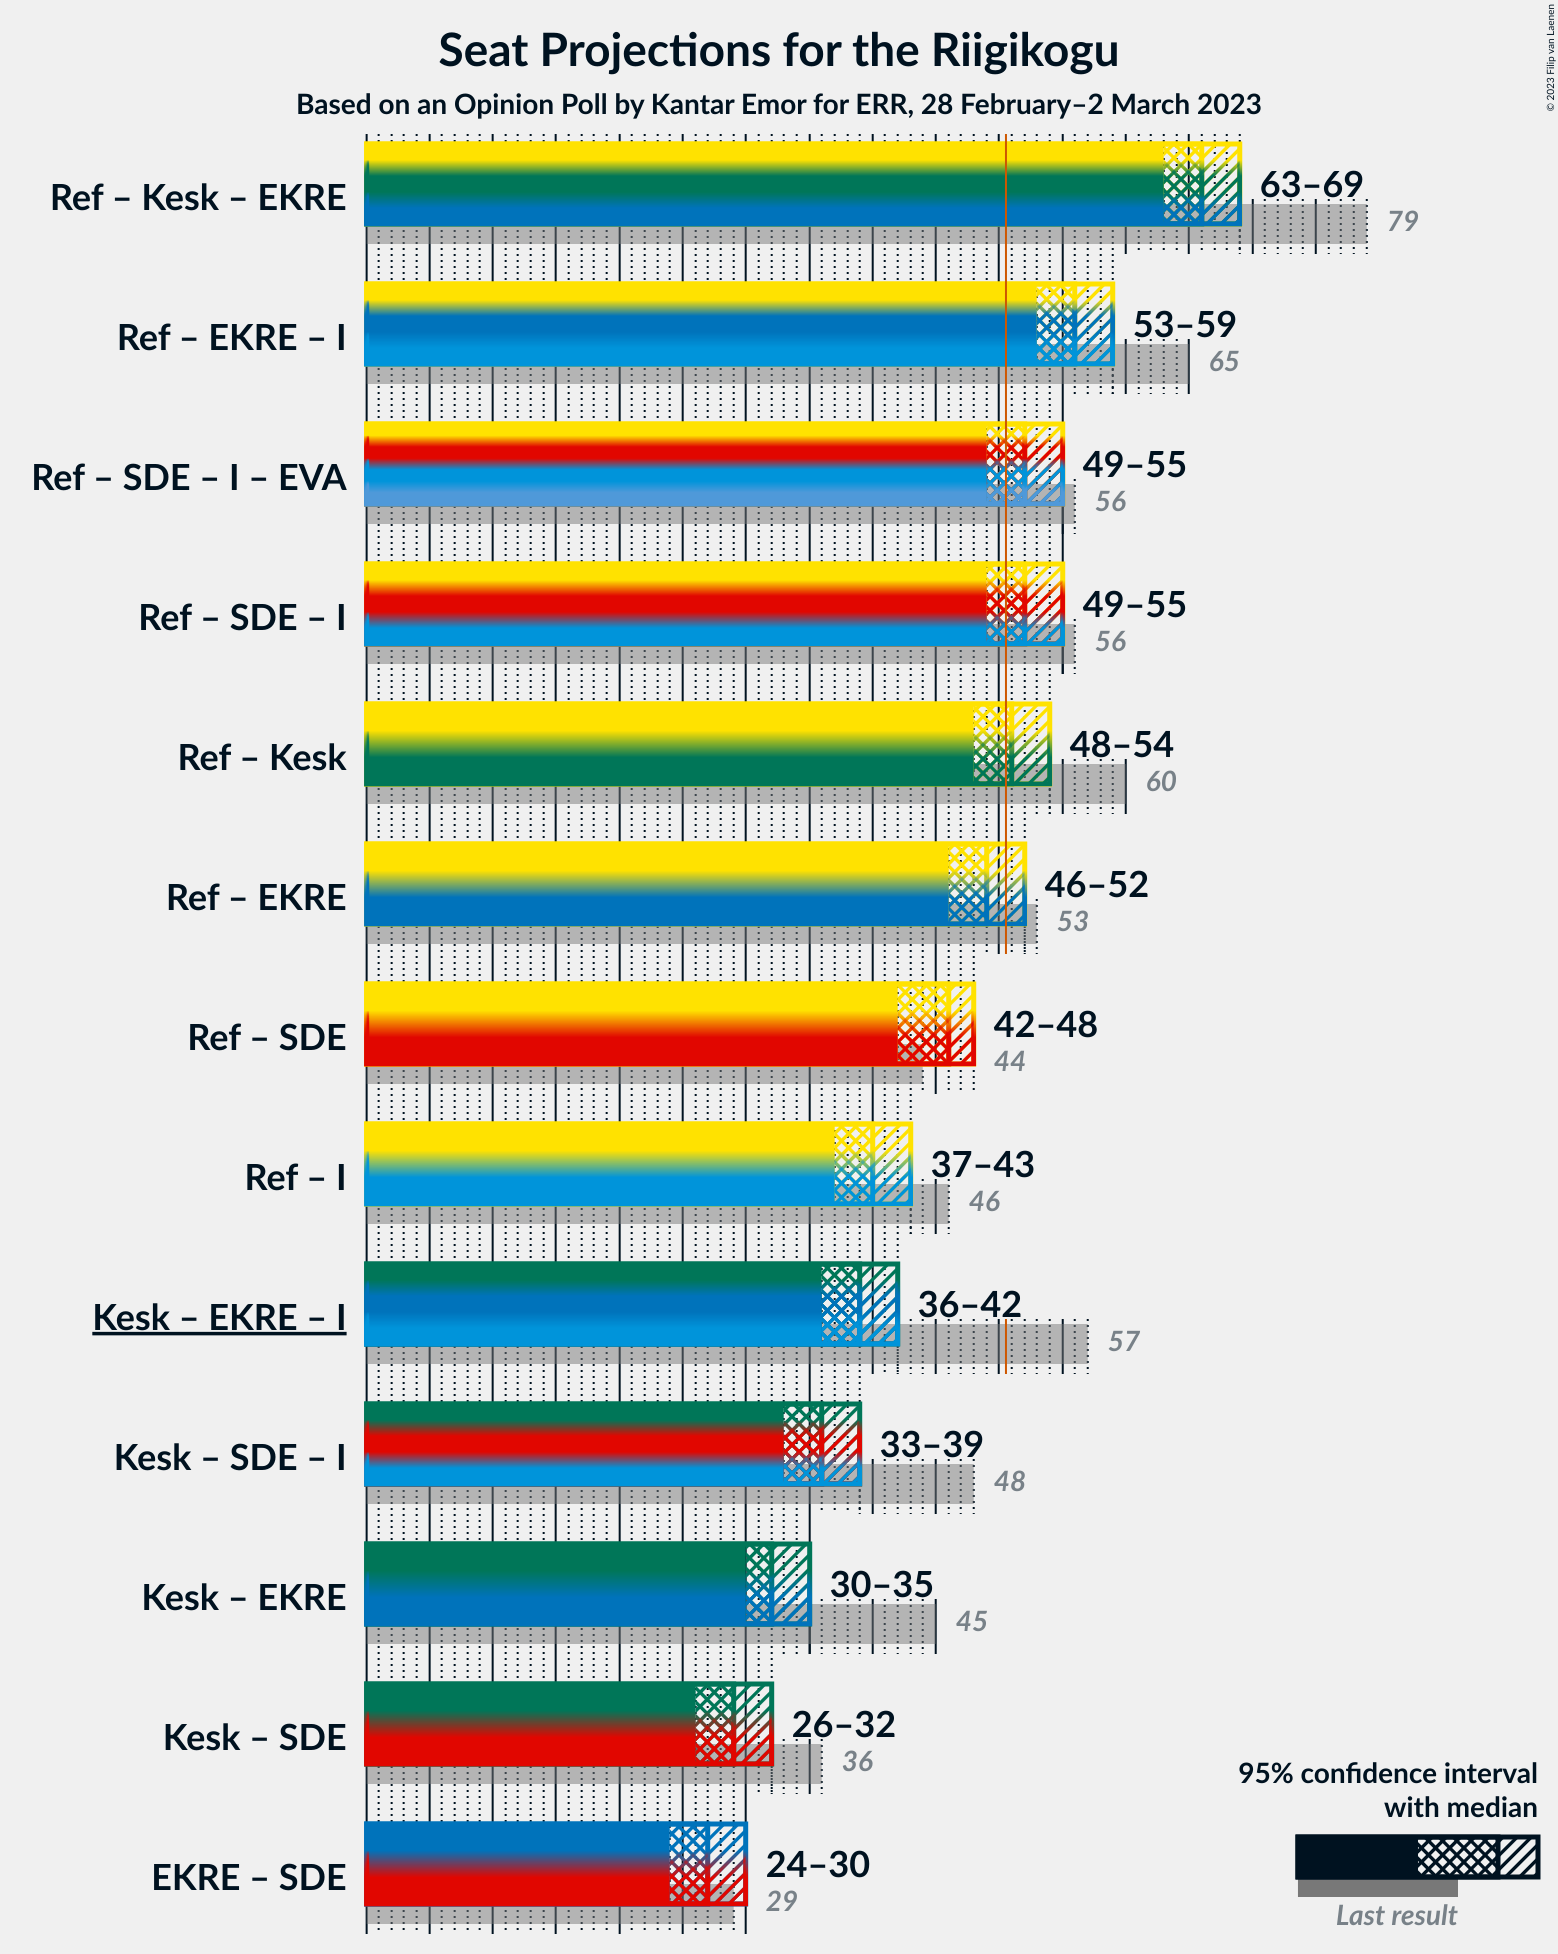 Seat Projections for the Riigikogu
Based on an Opinion Poll by Kantar Emor for ERR, 28 February–2 March 2023
© 2023 Filip van Laenen
Ref – Kesk – EKRE
63–69
79
Ref – EKRE – I
53–59
65
Ref – SDE – I – EVA
49–55
56
Ref – SDE – I
49–55
56
Ref – Kesk
48–54
60
Ref – EKRE
46–52
53
Ref – SDE
42–48
44
Ref – I
37–43
46
Kesk – EKRE – I
36–42
57
Kesk – SDE – I
33–39
48
Kesk – EKRE
30–35
45
Kesk – SDE
26–32
36
EKRE – SDE
24–30
29
95% confidence interval
with median
Last result